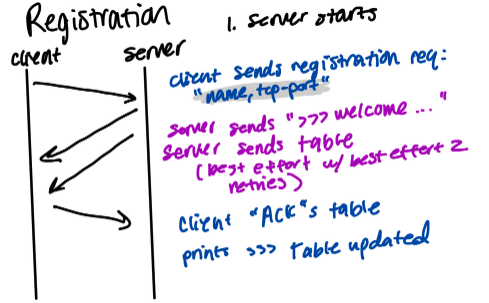 Registration
1. server starts
client server
client sends registration req:
"name, tcp-port"
server sends ">>> welcome ... "
server sends table
(best effort w/ best effort 2
retries)
client "ACK"s table
prints >>> Table updated